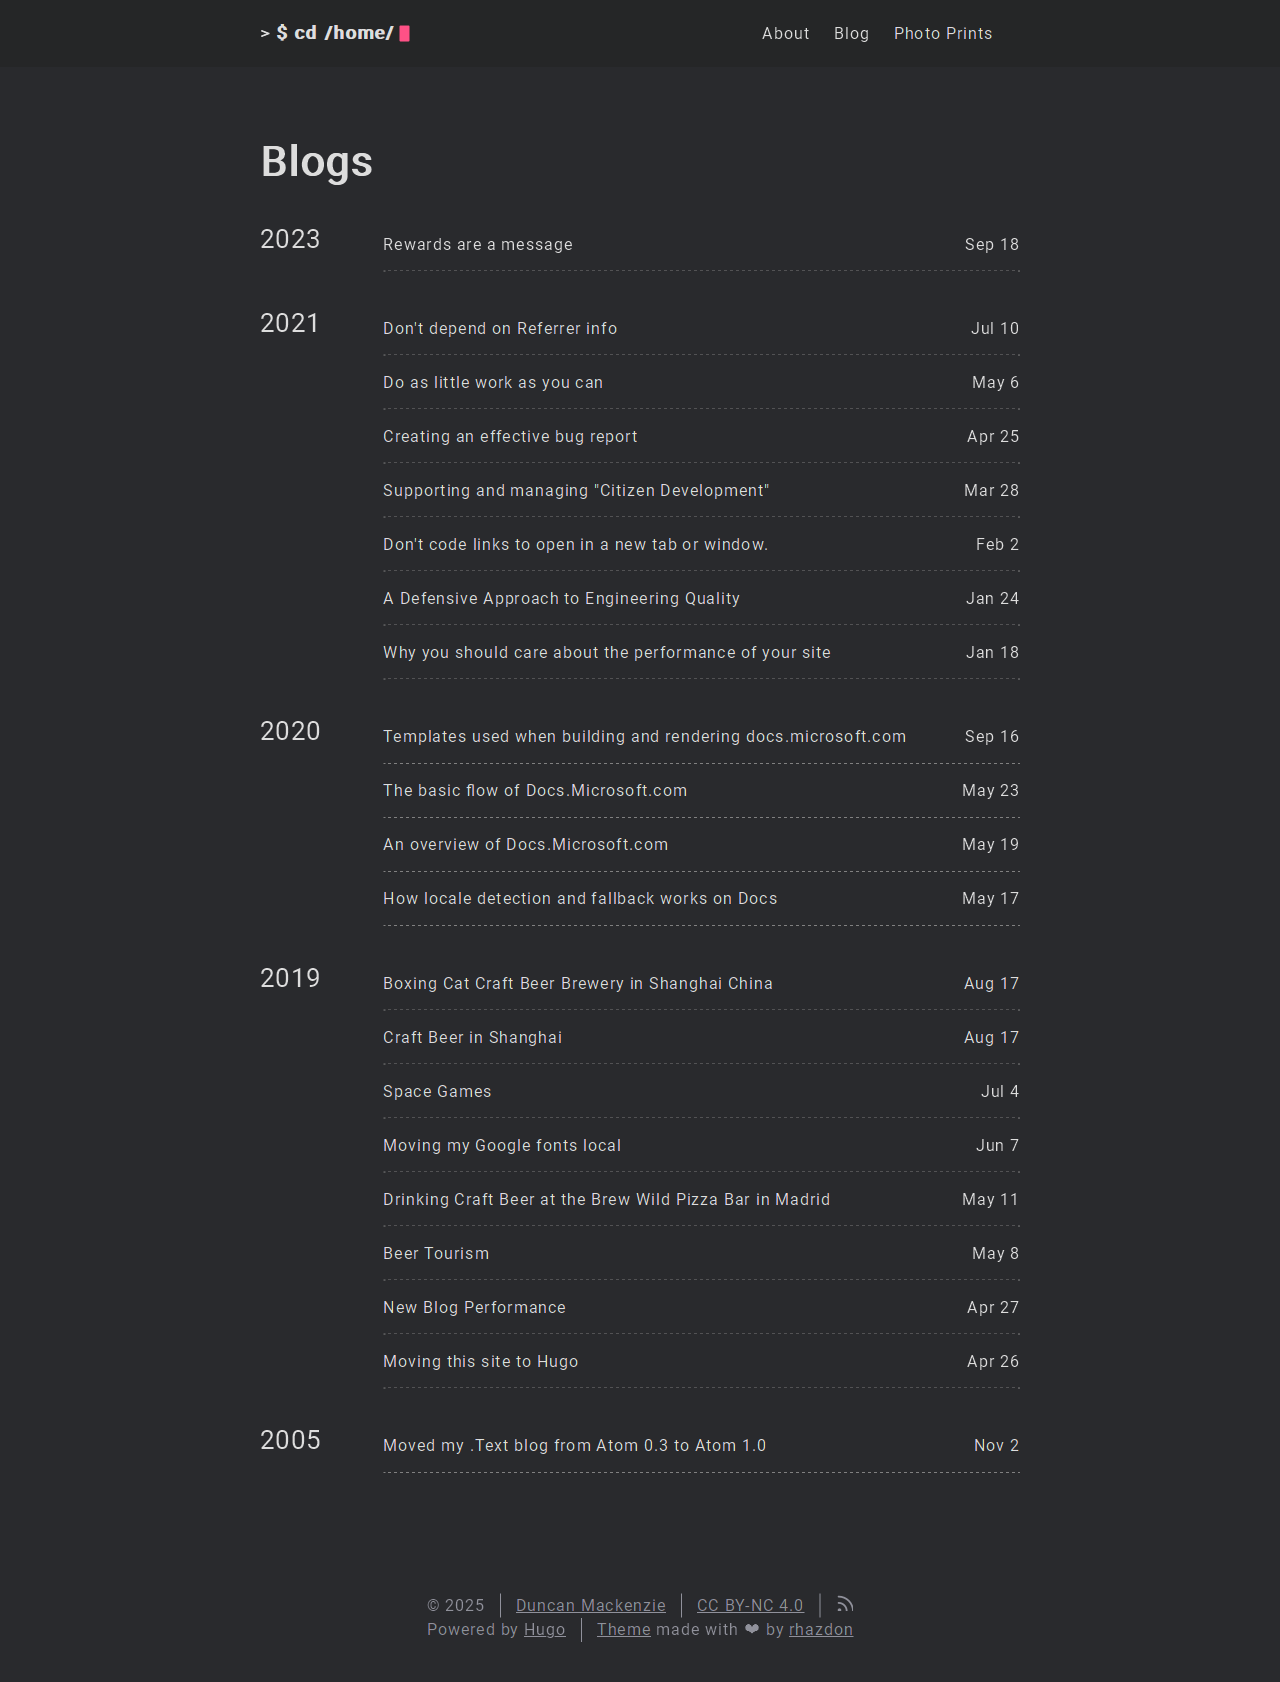 > $ cd /home/
About Blog Photo Prints
Blogs
2023
Rewards are a message Sep 18
2021
Don't depend on Referrer info Jul 10
Do as little work as you can May 6
Creating an effective bug report Apr 25
Supporting and managing "Citizen Development" Mar 28
Don't code links to open in a new tab or window. Feb 2
A Defensive Approach to Engineering Quality Jan 24
Why you should care about the performance of your site Jan 18
2020
Templates used when building and rendering docs.microsoft.com Sep 16
The basic flow of Docs.Microsoft.com May 23
An overview of Docs.Microsoft.com May 19
How locale detection and fallback works on Docs May 17
2019
Boxing Cat Craft Beer Brewery in Shanghai China Aug 17
Craft Beer in Shanghai Aug 17
Space Games Jul 4
Moving my Google fonts local Jun 7
Drinking Craft Beer at the Brew Wild Pizza Bar in Madrid May 11
Beer Tourism May 8
New Blog Performance Apr 27
Moving this site to Hugo Apr 26
2005
Moved my .Text blog from Atom 0.3 to Atom 1.0 Nov 2
© 2025 Duncan Mackenzie CC BY-NC 4.0
Powered by Hugo Theme made with ❤ by rhazdon